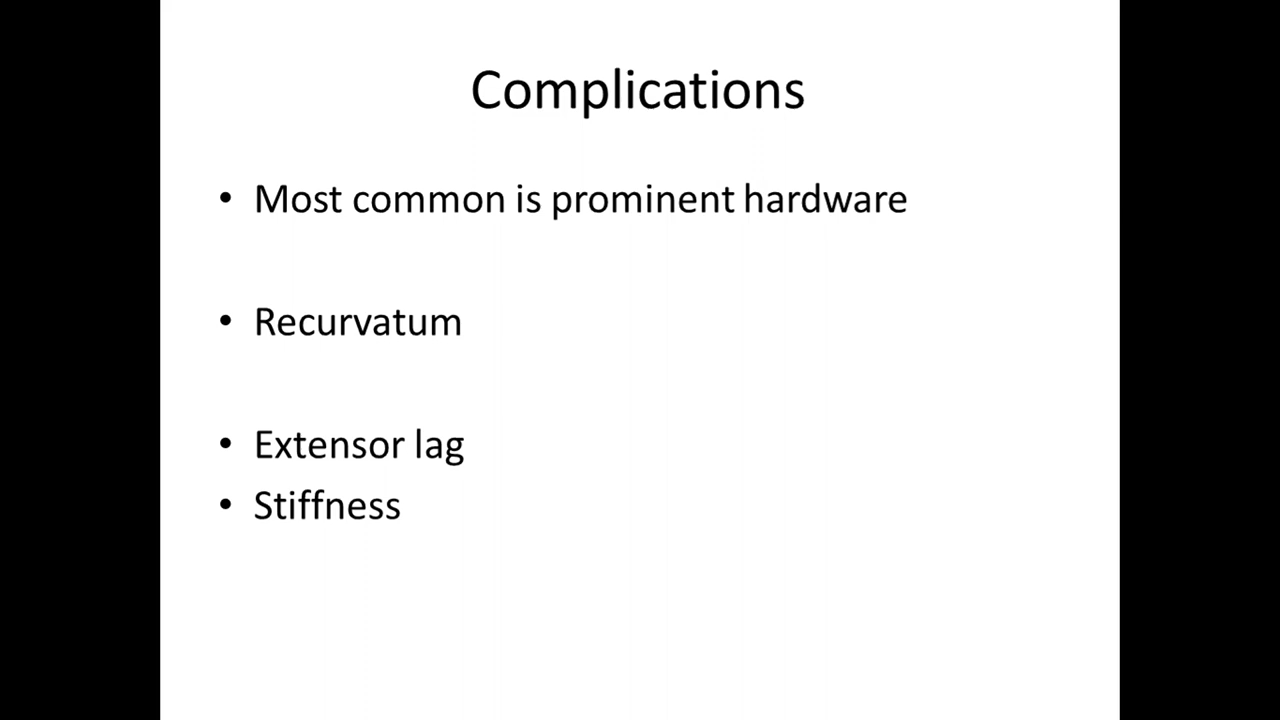 Complications
• Most common is prominent hardware
• Recurvatum
• Extensor lag
• Stiffness